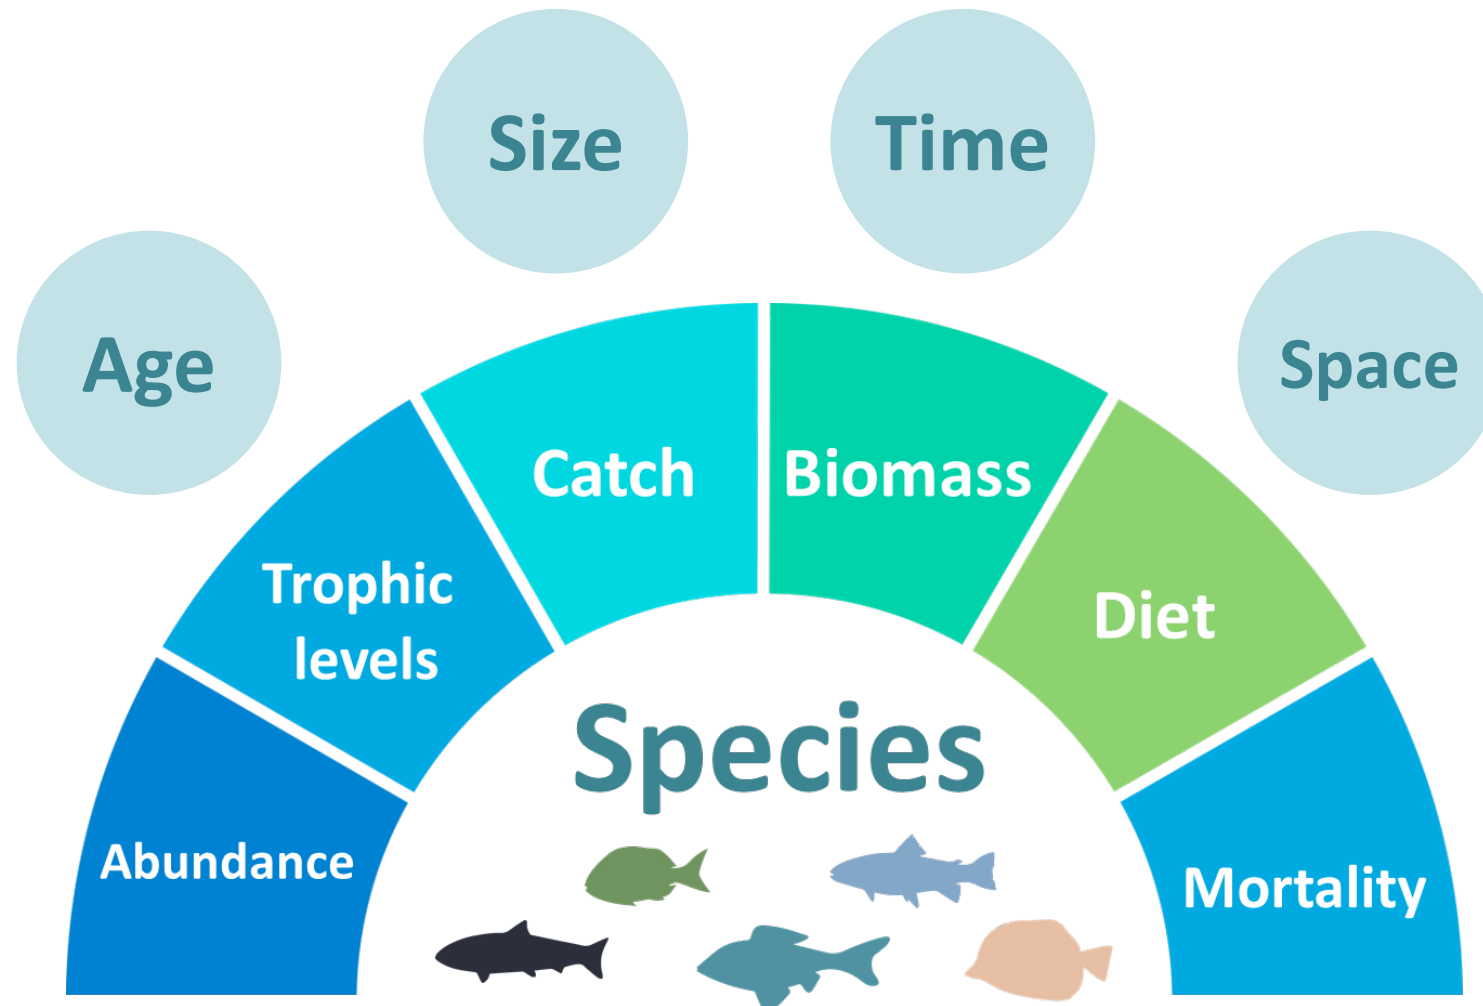 Size
Time
Age
Space
Catch
Biomass
Trophic
levels
Diet
Species
Abundance
Mortality